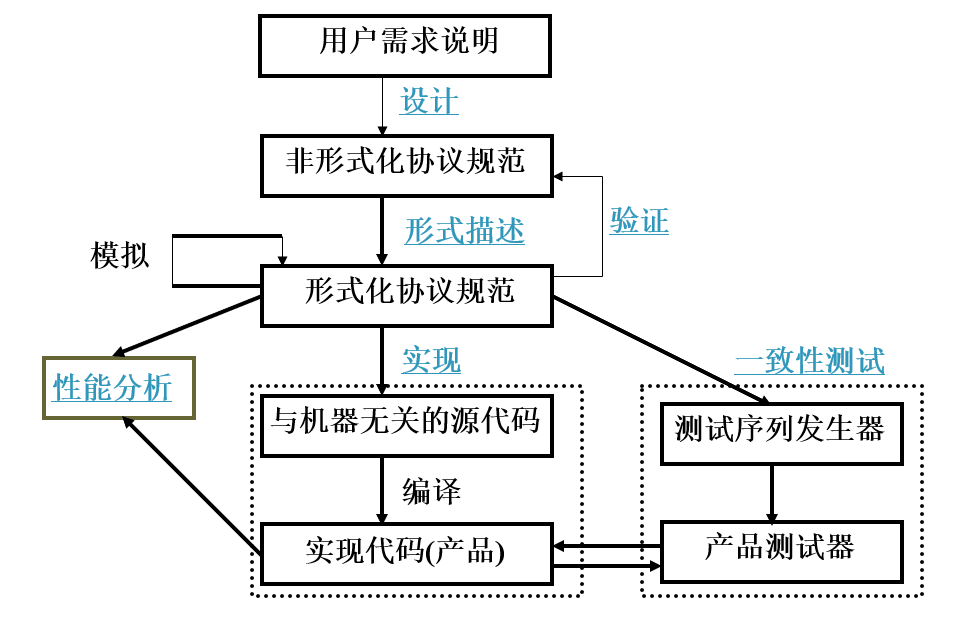 用户需求说明
设计
非形式化协议规范
形式描述
验证
模拟
形式化协议规范
实现
一致性测试
性能分析
与机器无关的源代码
测试序列发生器
编译
实现代码(产品)
产品测试器